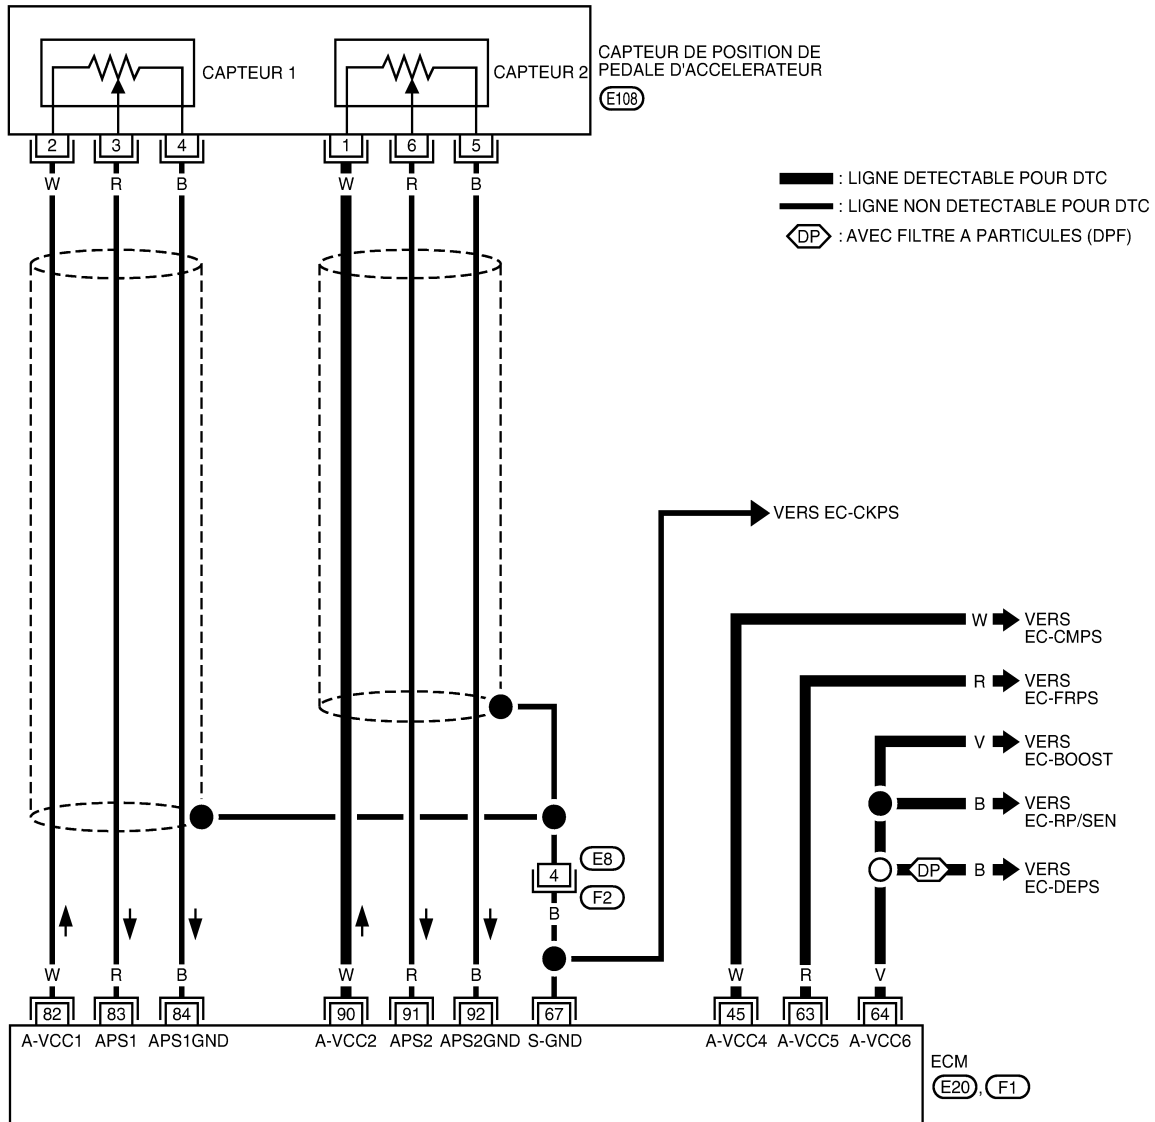 CAPTEUR 1
CAPTEUR 2
CAPTEUR DE POSITION DE
PEDALE D'ACCELERATEUR
E108
2 3 4 1 6 5
W R B W R B
: LIGNE DETECTABLE POUR DTC
: LIGNE NON DETECTABLE POUR DTC
DP : AVEC FILTRE A PARTICULES (DPF)
VERS EC-CKPS
W VERS
EC-CMPS
R VERS
EC-FRPS
V VERS
EC-BOOST
B VERS
EC-RP/SEN
DP B VERS
EC-DEPS
4
E8
F2
B
W R B W R B W R V
82 83 84 90 91 92 67 45 63 64
A-VCC1 APS1 APS1GND A-VCC2 APS2 APS2GND S-GND A-VCC4 A-VCC5 A-VCC6
ECM
E20 , F1